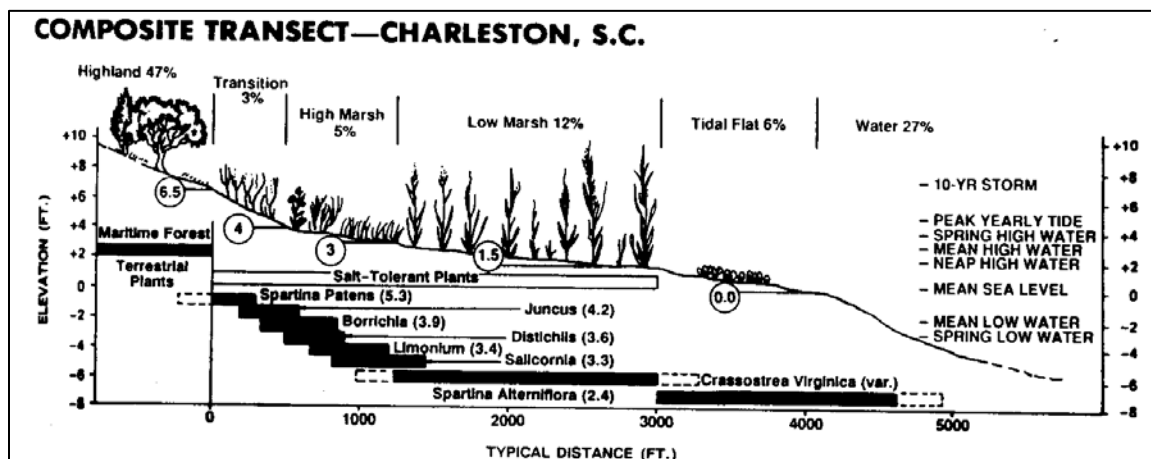 COMPOSITE TRANSECT—CHARLESTON, S.C.
Highland 47%
Transition
3%
High Marsh
5%
Low Marsh 12%
Tidal Flat 6%
Water 27%
+10
+8
+6
+4
+2
0
-2
-4
-6
-8
ELEVATION (FT.)
6.5
4
3
1.5
0.0
Maritime Forest
Terrestrial
Plants
Salt-Tolerant Plants
Spartina Patens (5.3)
Juncus (4.2)
Borrichia (3.9)
Distichlis (3.6)
Limonium (3.4)
Salicornia (3.3)
Crassostrea Virginica (var.)
Spartina Alterniflora (2.4)
+10
+8
+6
+4
+2
0
-2
-4
-6
-8
10-YR STORM
PEAK YEARLY TIDE
SPRING HIGH WATER
MEAN HIGH WATER
NEAP HIGH WATER
MEAN SEA LEVEL
MEAN LOW WATER
SPRING LOW WATER
0
1000
2000
3000
4000
5000
TYPICAL DISTANCE (FT.)